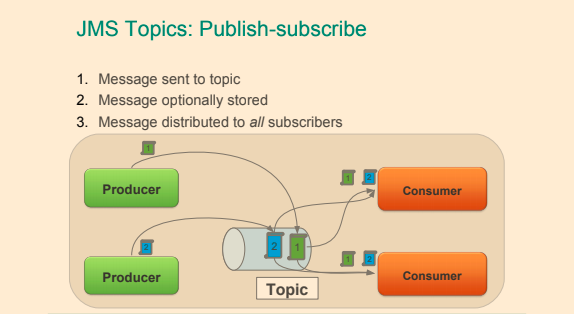 JMS Topics: Publish-subscribe
1. Message sent to topic
2. Message optionally stored
3. Message distributed to all subscribers
1
1 2
Producer
Consumer
2
2 1
1 2
Producer
Consumer
Topic